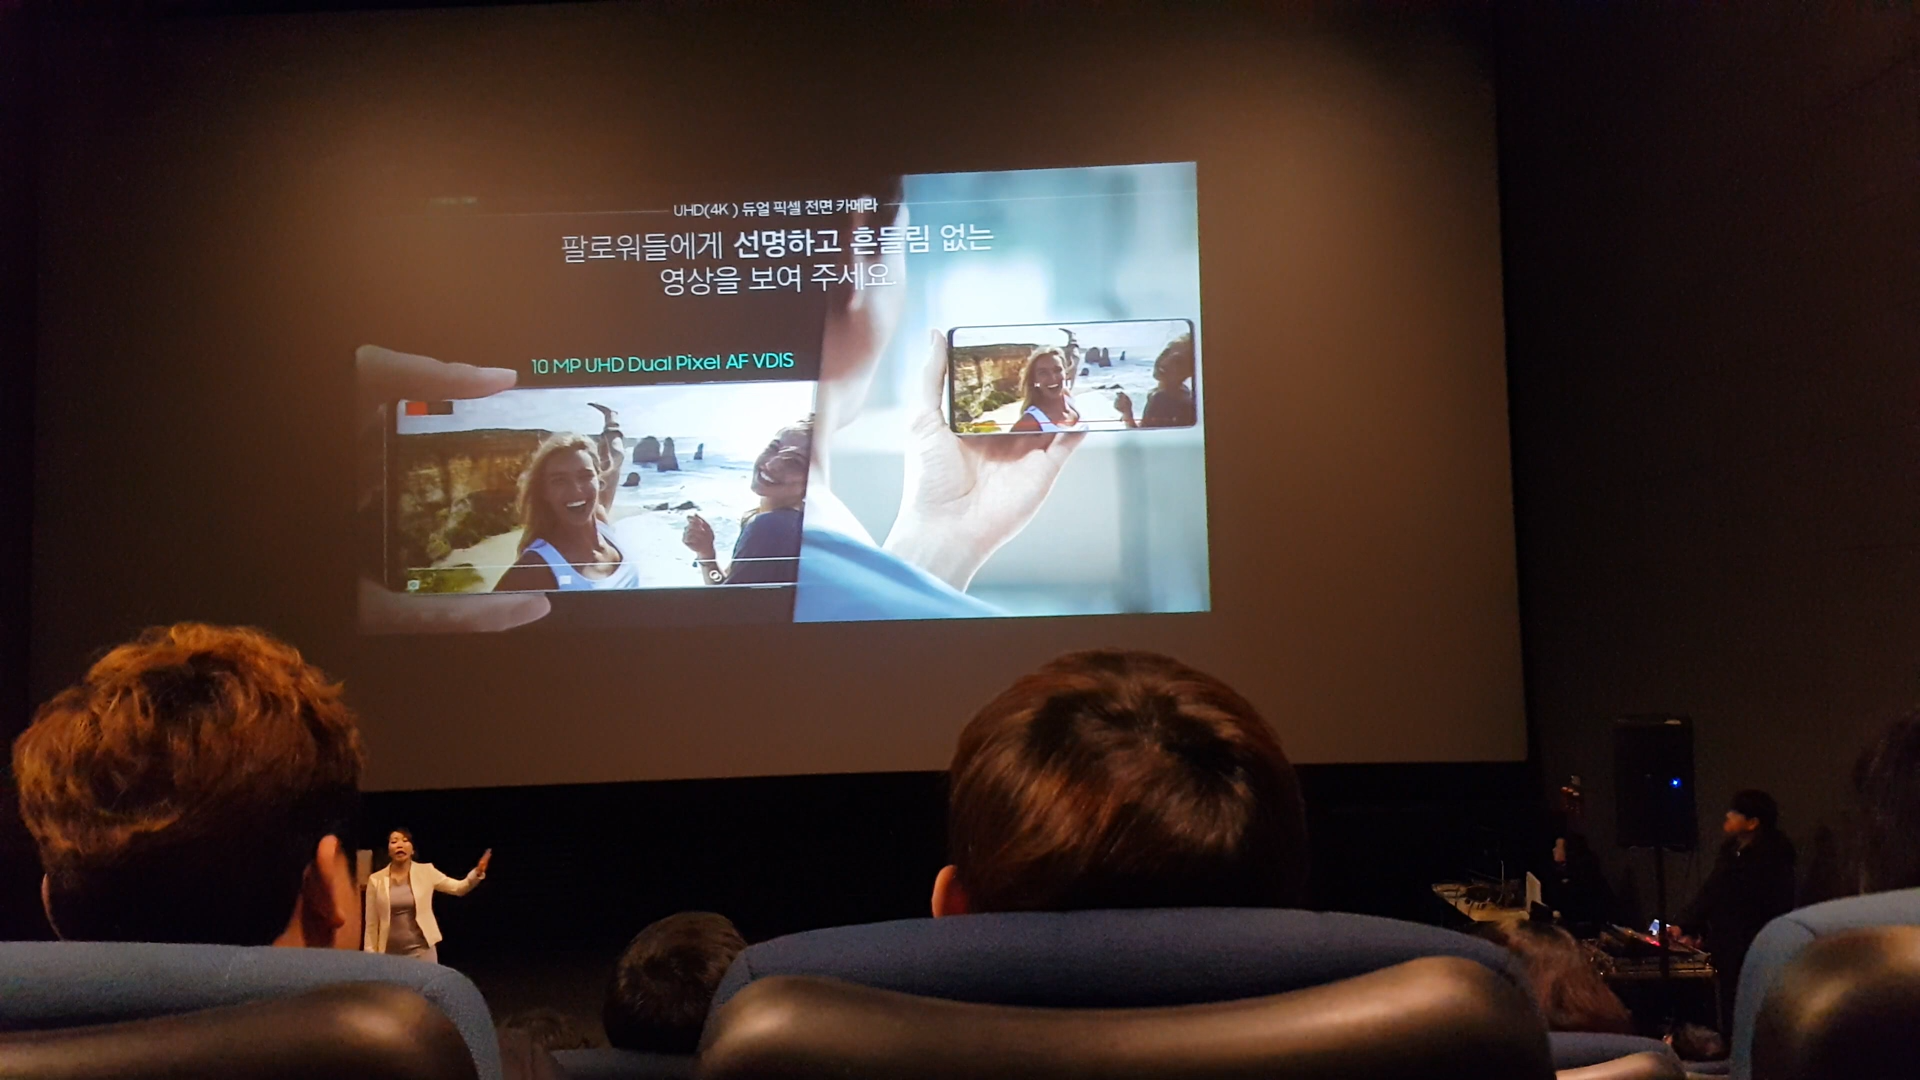 UHD(4K ) 듀얼 픽셀 전면 카메라
팔로워들에게 선명하고 흔들림 없는
영상을 보여 주세요
10 MP UHD Dual Pixel AF VDIS